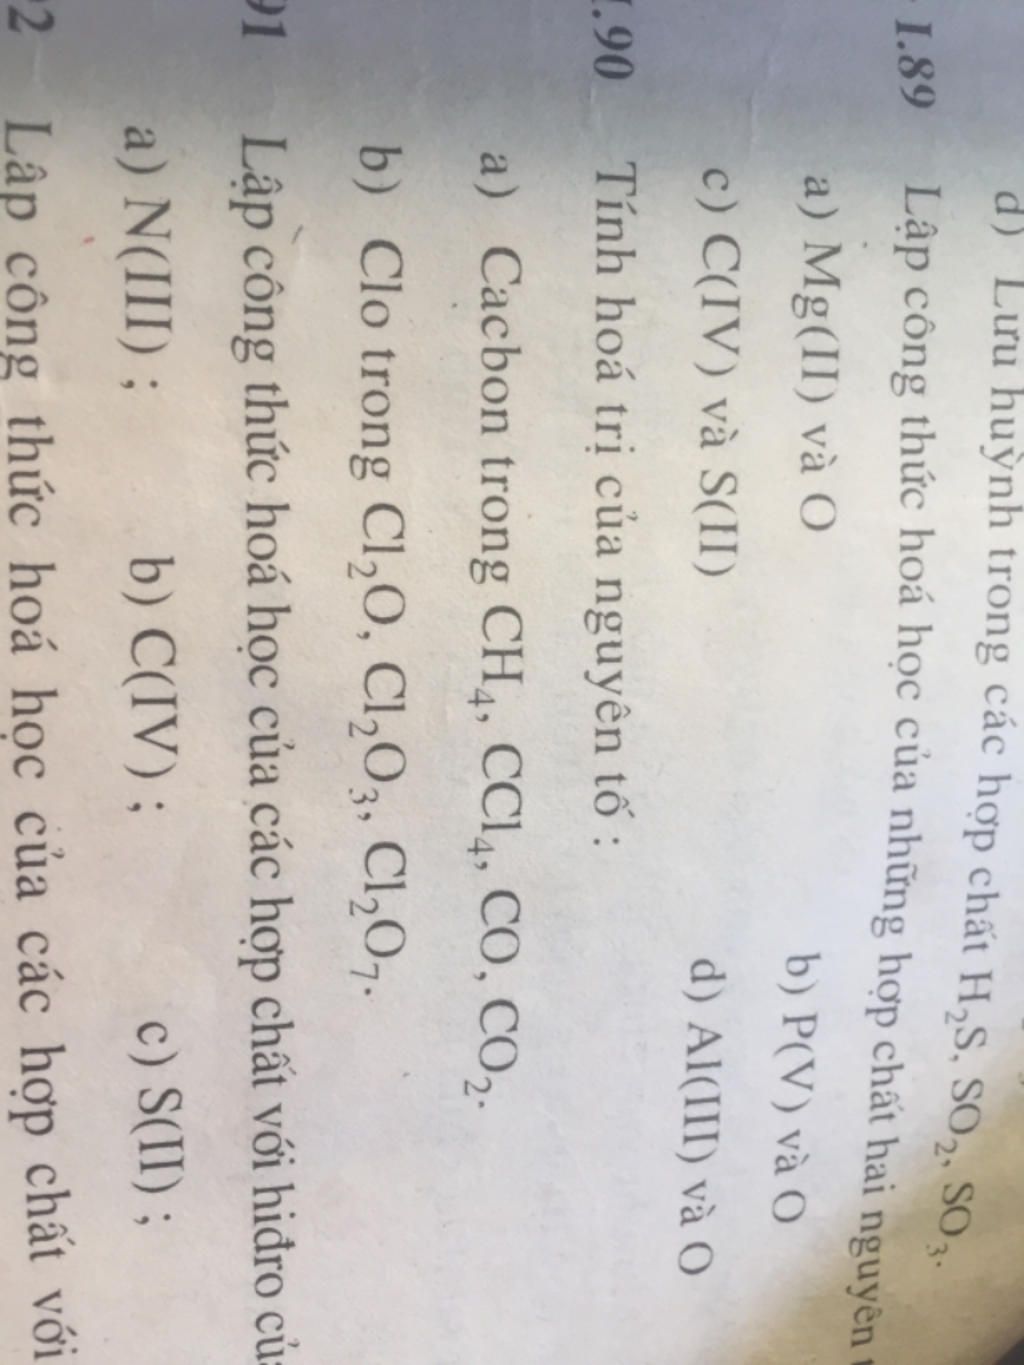 d) Lưu huỳnh trong các hợp chất H₂S, SO₂, SO₃.
I.89 Lập công thức hoá học của những hợp chất hai nguyên
a) Mg(II) và O b) P(V) và O
c) C(IV) và S(II) d) Al(III) và O
I.90 Tính hoá trị của nguyên tố :
a) Cacbon trong CH₄, CCl₄, CO, CO₂.
b) Clo trong Cl₂O, Cl₂O₃, Cl₂O₇.
91 Lập công thức hoá học của các hợp chất với hiđro của
a) N(III) ; b) C(IV) ; c) S(II) ;
92 Lập công thức hoá học của các hợp chất với